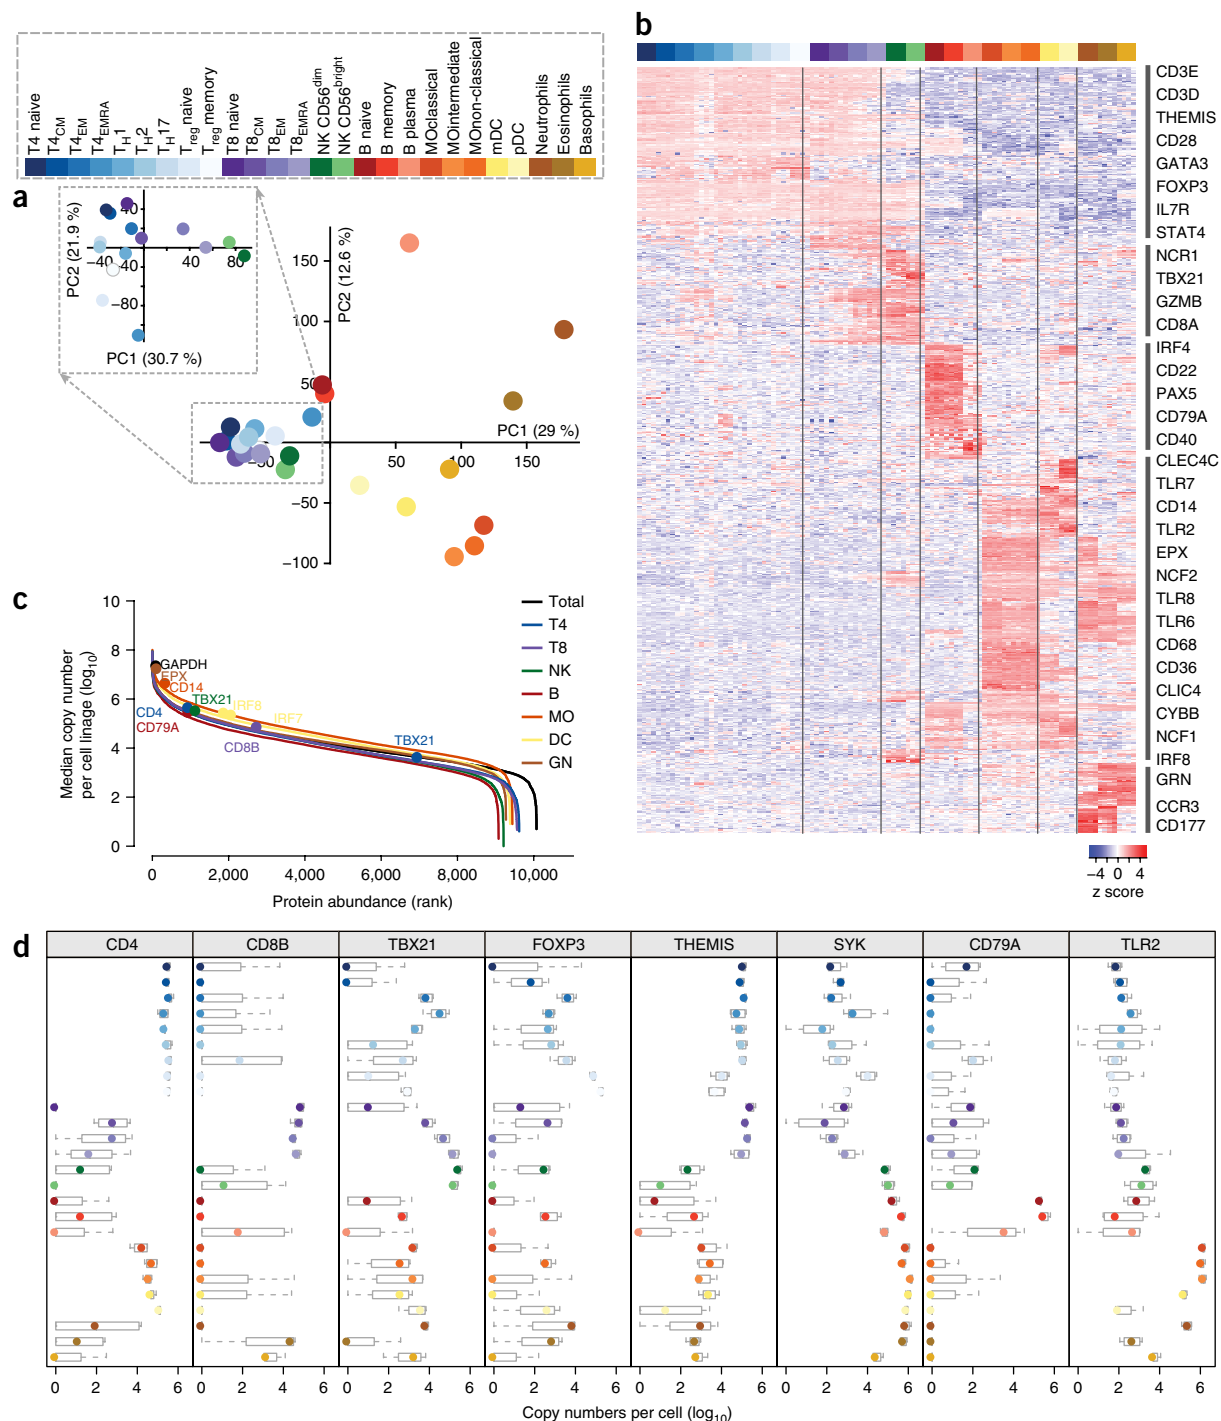 T4 naive
T4CM
T4EM
T4EMRA
TH1
TH2
TH17
Treg naive
Treg memory
T8 naive
T8CM
T8EM
T8EMRA
NK CD56dim
NK CD56bright
B naive
B memory
B plasma
MOclassical
MOintermediate
MOnon-classical
mDC
pDC
Neutrophils
Eosinophils
Basophils
a
PC2 (21.9 %)
40
−40
−40
40
80
−80
PC1 (30.7 %)
PC2 (12.6 %)
150
100
50
−50
−100
−50
50
100
150
PC1 (29 %)
b
CD3E
CD3D
THEMIS
CD28
GATA3
FOXP3
IL7R
STAT4
NCR1
TBX21
GZMB
CD8A
IRF4
CD22
PAX5
CD79A
CD40
CLEC4C
TLR7
CD14
TLR2
EPX
NCF2
TLR8
TLR6
CD68
CD36
CLIC4
CYBB
NCF1
IRF8
GRN
CCR3
CD177
−4 0 4
z score
c
Median copy number
per cell lineage (log10)
10
8
6
4
2
0
GAPDH
EPX
CD14
TBX21
IRF8
CD4
CD79A
IRF7
CD8B
TBX21
Total
T4
T8
NK
B
MO
DC
GN
0 2,000 4,000 6,000 8,000 10,000
Protein abundance (rank)
d
CD4 CD8B TBX21 FOXP3 THEMIS SYK CD79A TLR2
0 2 4 6 0 2 4 6 0 2 4 6 0 2 4 6 0 2 4 6 0 2 4 6 0 2 4 6 0 2 4 6
Copy numbers per cell (log10)